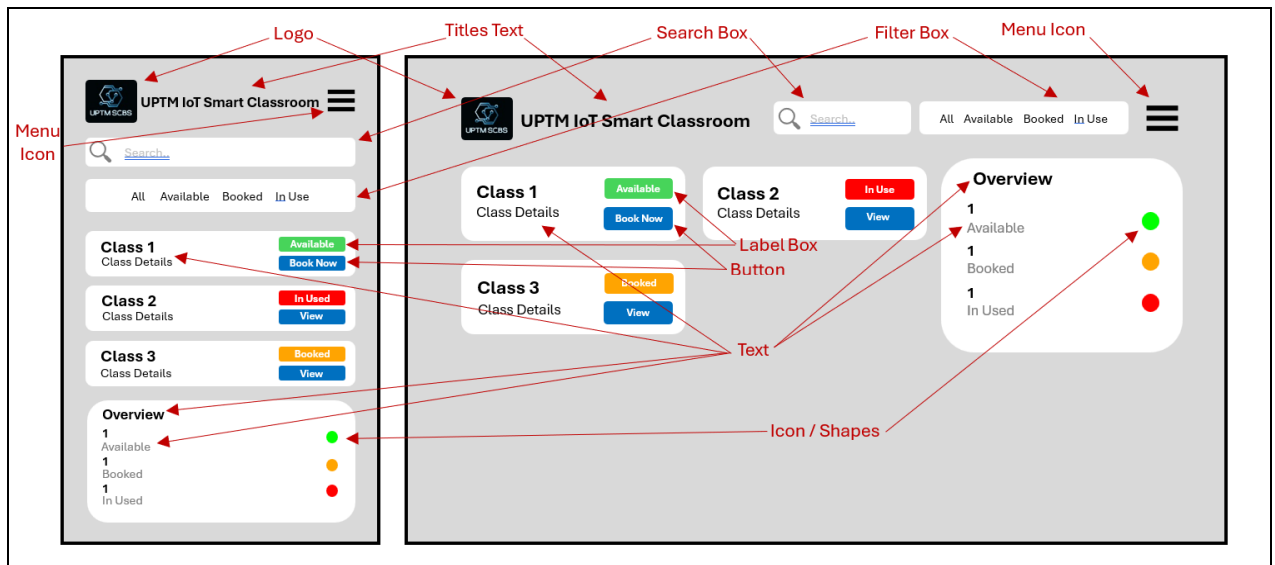 Logo
Titles Text
Search Box
Filter Box
Menu Icon
Menu
Icon
UPTM SCBS
UPTM IoT Smart Classroom
Search..
All Available Booked In Use
Class 1
Class Details
Available
Book Now
Class 2
Class Details
In Used
View
Class 3
Class Details
Booked
View
Overview
1
Available
1
Booked
1
In Used
UPTM SCBS
UPTM IoT Smart Classroom
Search..
All Available Booked In Use
Class 1
Class Details
Available
Book Now
Class 2
Class Details
In Use
View
Class 3
Class Details
Booked
View
Overview
1
Available
1
Booked
1
In Used
Label Box
Button
Text
Icon / Shapes